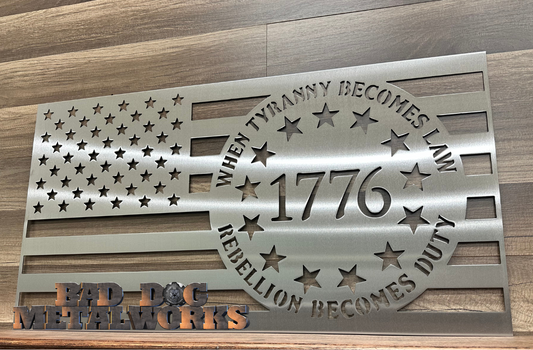 WHEN TYRANNY BECOMES LAW
1776
REBELLION BECOMES DUTY
BAD DOG
METALWORKS